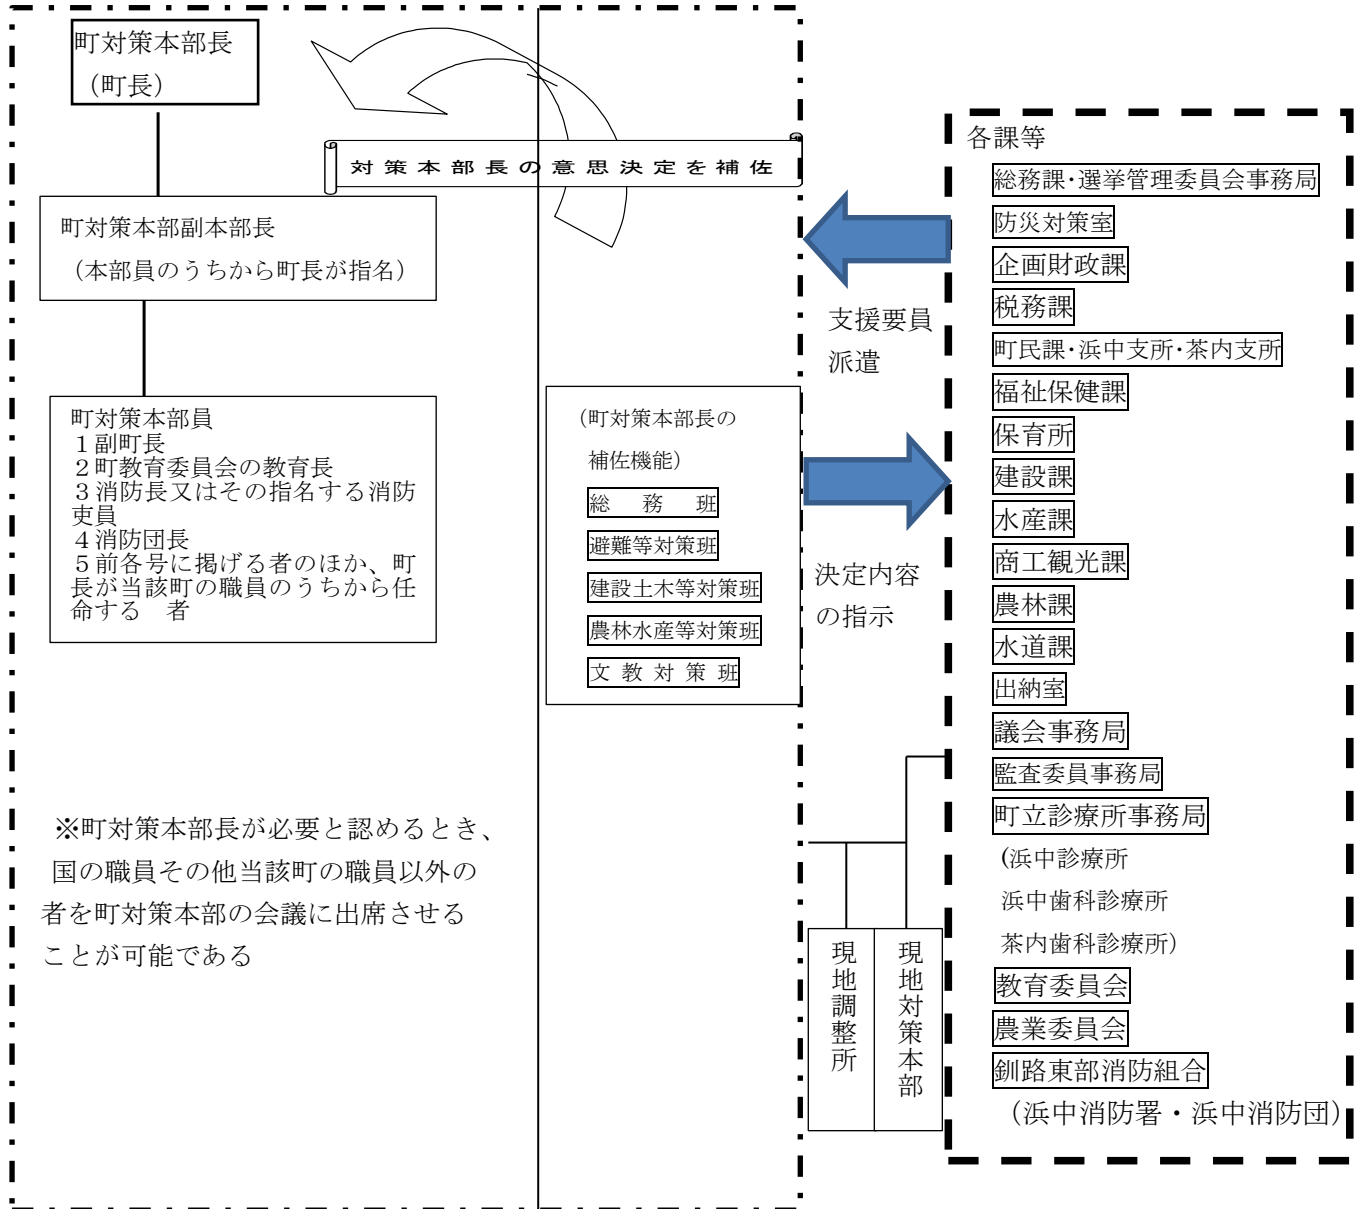 町対策本部長
（町長）
対策本部長の意思決定を補佐
町対策本部副本部長
（本部員のうちから町長が指名）
町対策本部員
１副町長
２町教育委員会の教育長
３消防長又はその指名する消防
吏員
４消防団長
５前各号に掲げる者のほか、町
長が当該町の職員のうちから任
命する　者
※町対策本部長が必要と認めるとき、
国の職員その他当該町の職員以外の
者を町対策本部の会議に出席させる
ことが可能である
（町対策本部長の
補佐機能）
総　務　班
避難等対策班
建設土木等対策班
農林水産等対策班
文 教 対 策 班
支援要員
派遣
決定内容
の指示
現地調整所
現地対策本部
各課等
総務課・選挙管理委員会事務局
防災対策室
企画財政課
税務課
町民課・浜中支所・茶内支所
福祉保健課
保育所
建設課
水産課
商工観光課
農林課
水道課
出納室
議会事務局
監査委員事務局
町立診療所事務局
(浜中診療所
浜中歯科診療所
茶内歯科診療所）
教育委員会
農業委員会
釧路東部消防組合
（浜中消防署・浜中消防団）